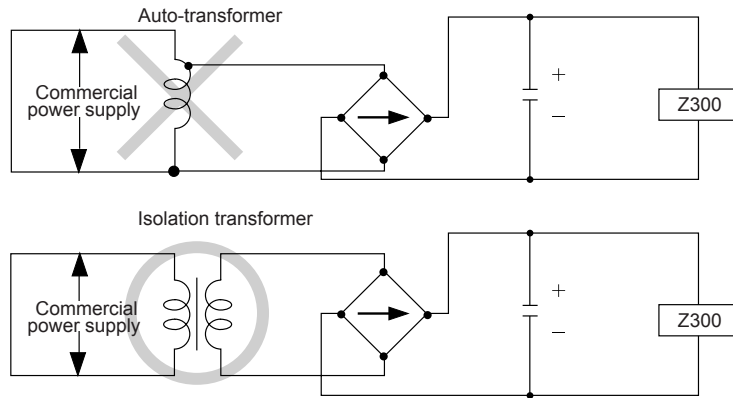 Auto-transformer
Commercial
power supply
+
−
Z300
Isolation transformer
Commercial
power supply
+
−
Z300